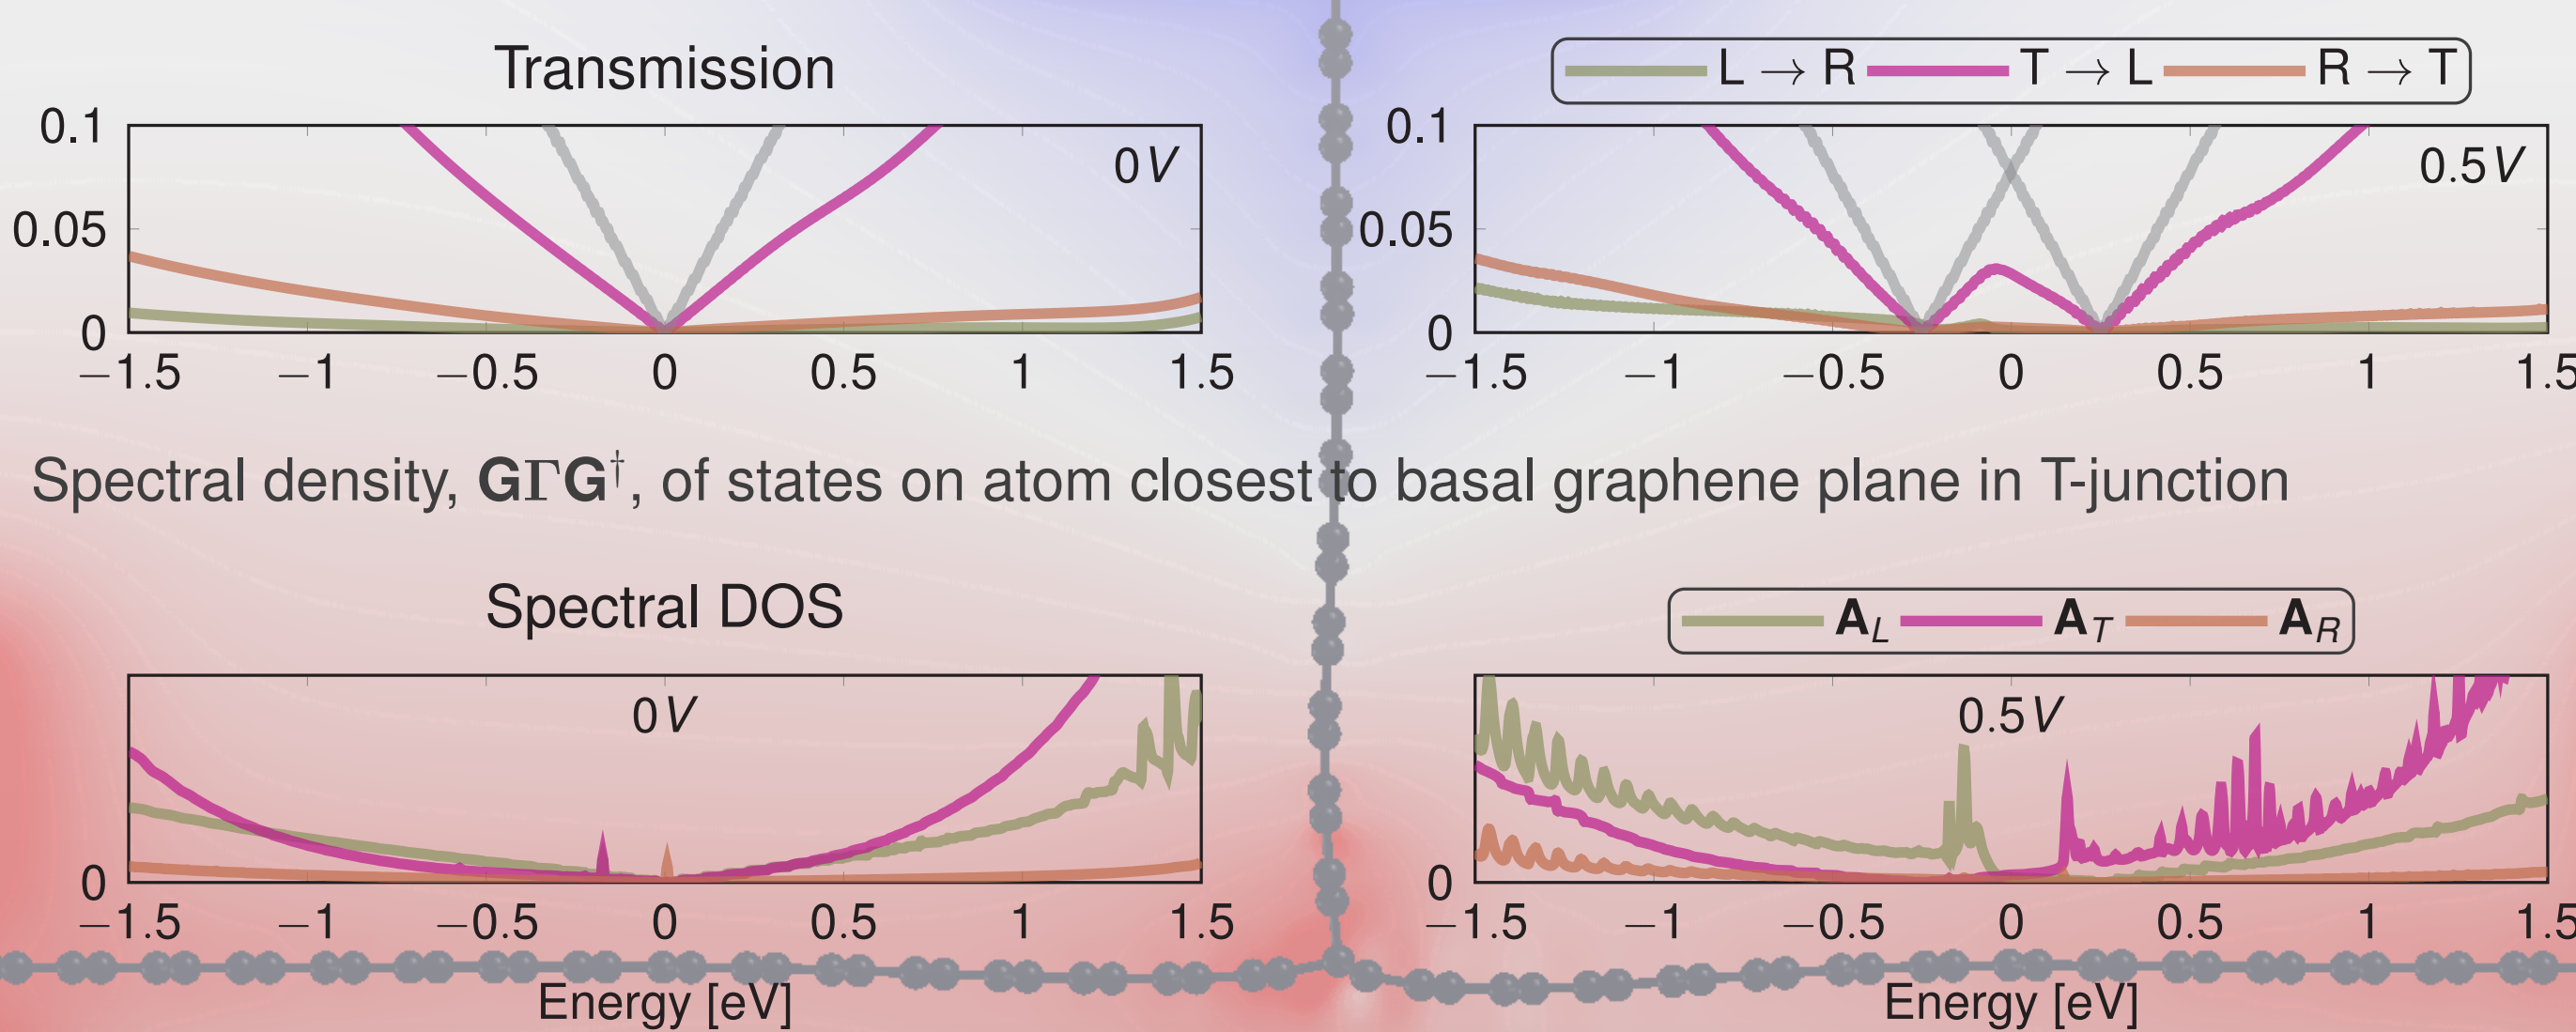 Transmission
L → R T → L R → T
0.1
0.05
0
0 V
−1.5 −1 −0.5 0 0.5 1 1.5
0.1
0.05
0
0.5 V
−1.5 −1 −0.5 0 0.5 1 1.5
Spectral density, GΓG†, of states on atom closest to basal graphene plane in T-junction
Spectral DOS
A_L A_T A_R
0 V
0
−1.5 −1 −0.5 0 0.5 1 1.5
Energy [eV]
0.5 V
0
−1.5 −1 −0.5 0 0.5 1 1.5
Energy [eV]